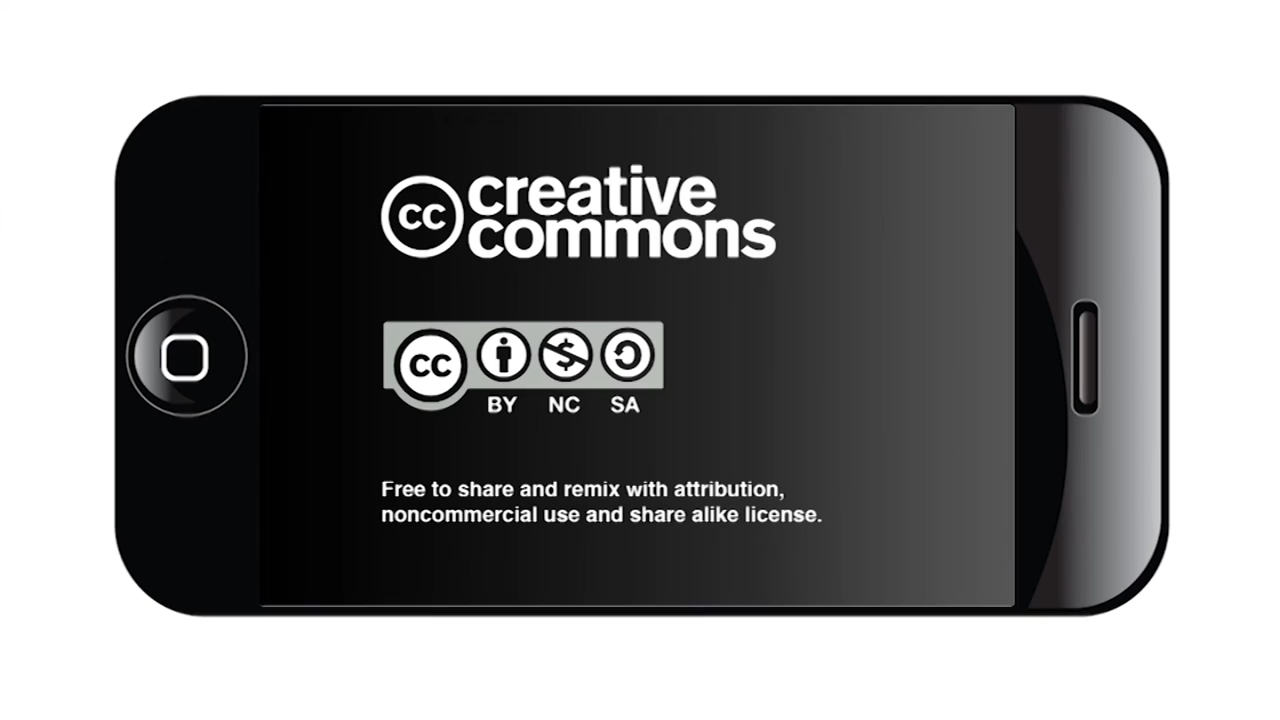 cc creative
commons
cc
BY NC SA
Free to share and remix with attribution,
noncommercial use and share alike license.